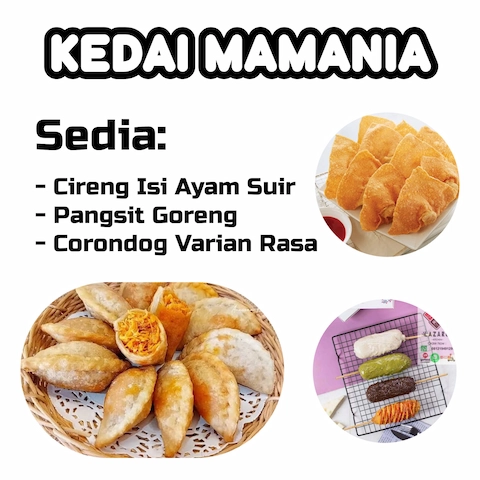 KEDAI MAMANIA
Sedia:
- Cireng Isi Ayam Suir
- Pangsit Goreng
- Corondog Varian Rasa